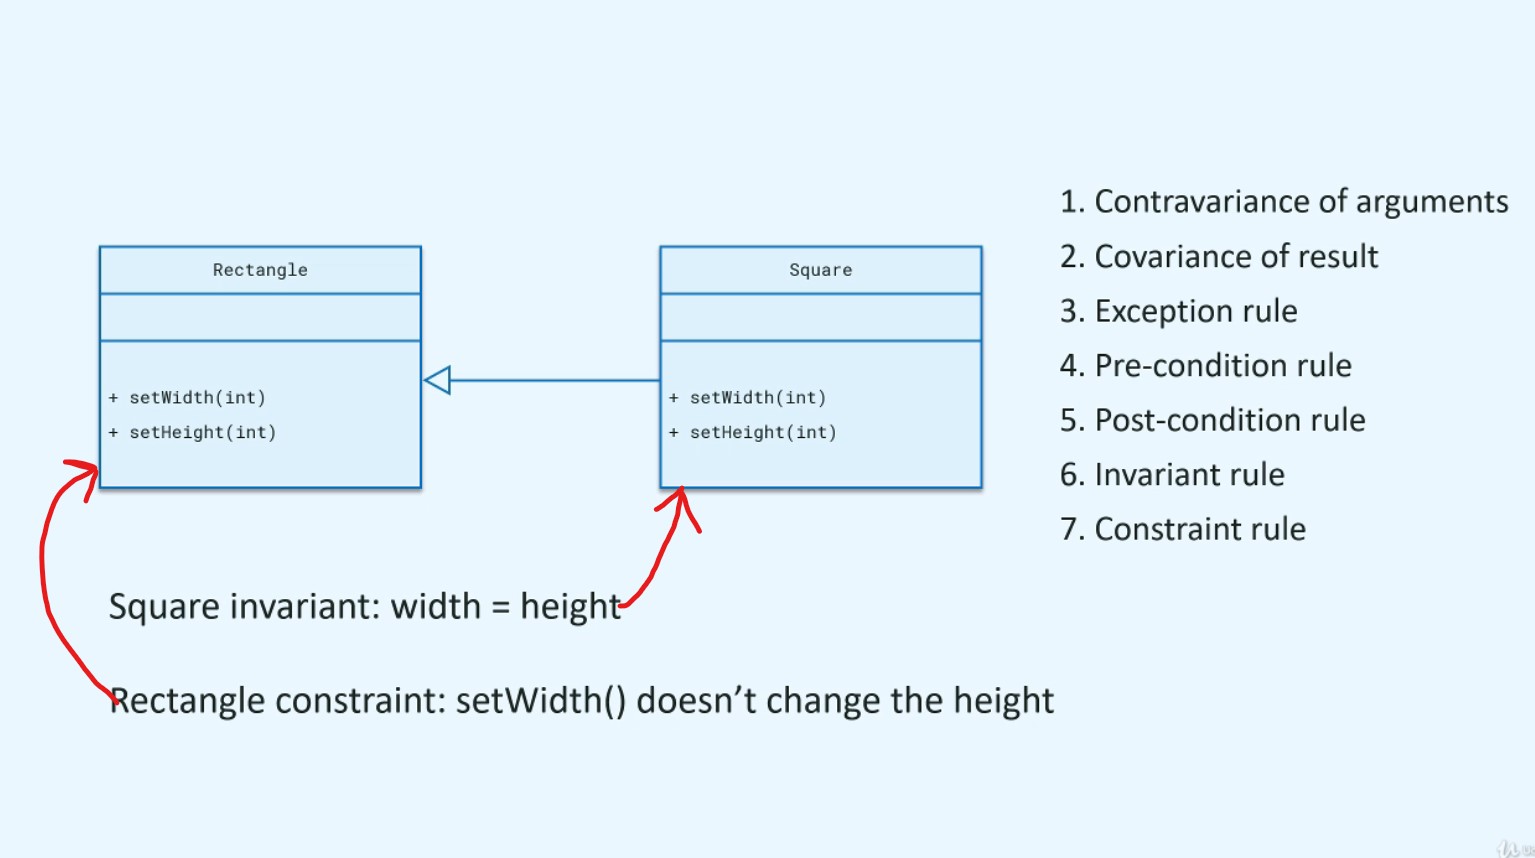 Rectangle
+ setWidth(int)
+ setHeight(int)
Square
+ setWidth(int)
+ setHeight(int)
1. Contravariance of arguments
2. Covariance of result
3. Exception rule
4. Pre-condition rule
5. Post-condition rule
6. Invariant rule
7. Constraint rule
Square invariant: width = height
Rectangle constraint: setWidth() doesn’t change the height